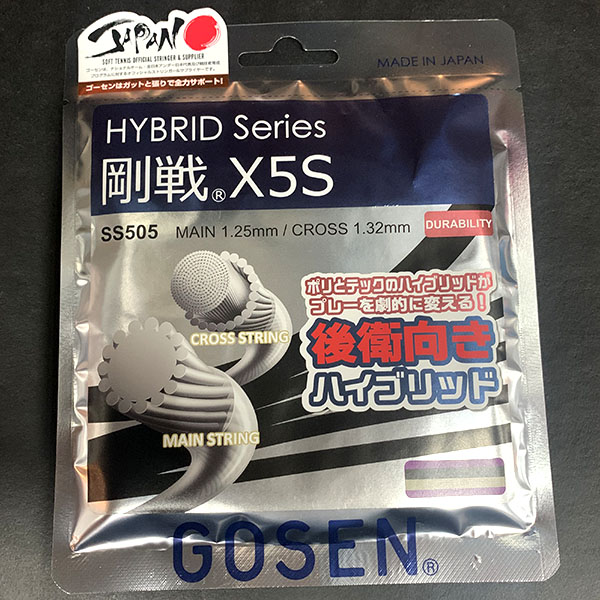 JAPAN
SOFT TENNIS OFFICIAL STRINGER & SUPPLIER
ゴーセンはガットと張りで全力サポート!
MADE IN JAPAN
HYBRID Series
剛戦® X5S
SS505 MAIN 1.25mm / CROSS 1.32mm DURABILITY
ポリとテックのハイブリッドが
プレーを劇的に変える!
CROSS STRING
後衛向き
ハイブリッド
MAIN STRING
GOSEN®